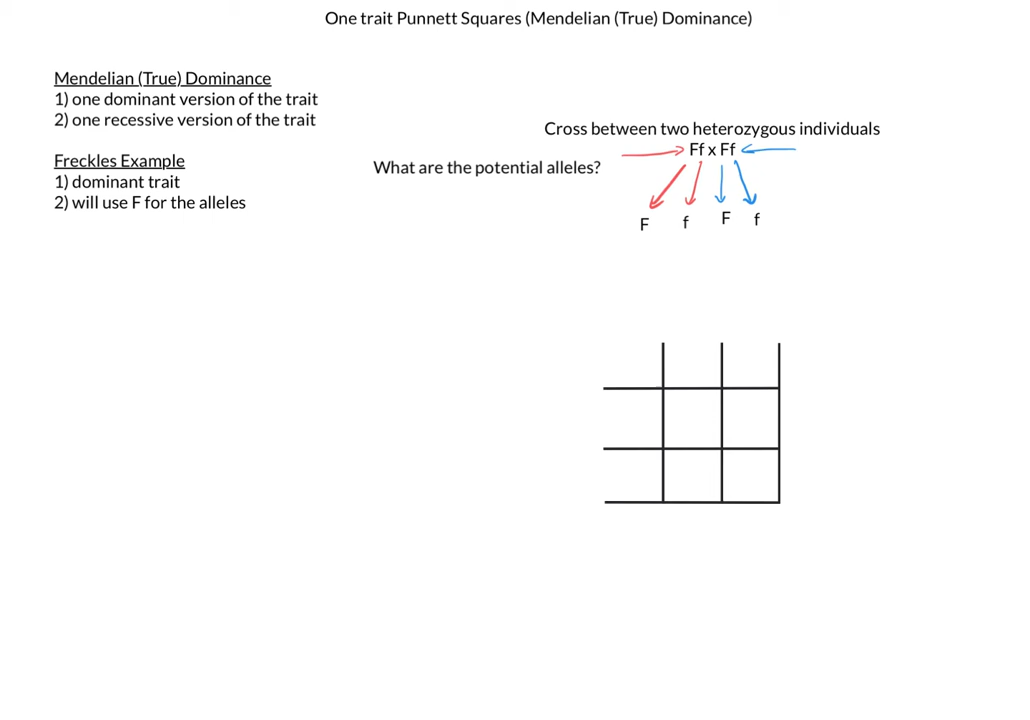 One trait Punnett Squares (Mendelian (True) Dominance)
Mendelian (True) Dominance
1) one dominant version of the trait
2) one recessive version of the trait
Freckles Example
1) dominant trait
2) will use F for the alleles
Cross between two heterozygous individuals
Ff x Ff
What are the potential alleles?
F f F f